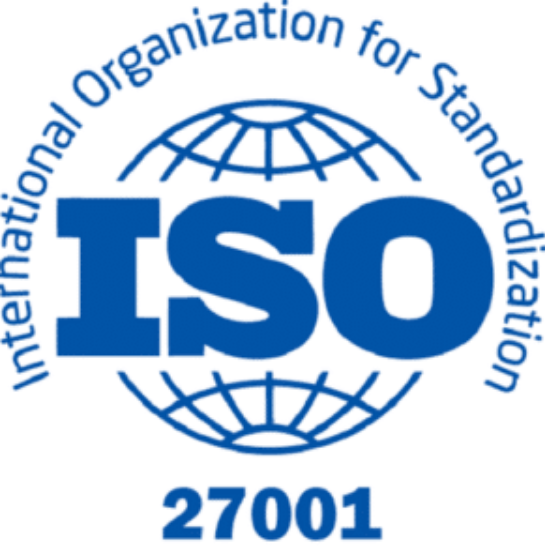 International Organization for Standardization
ISO
27001